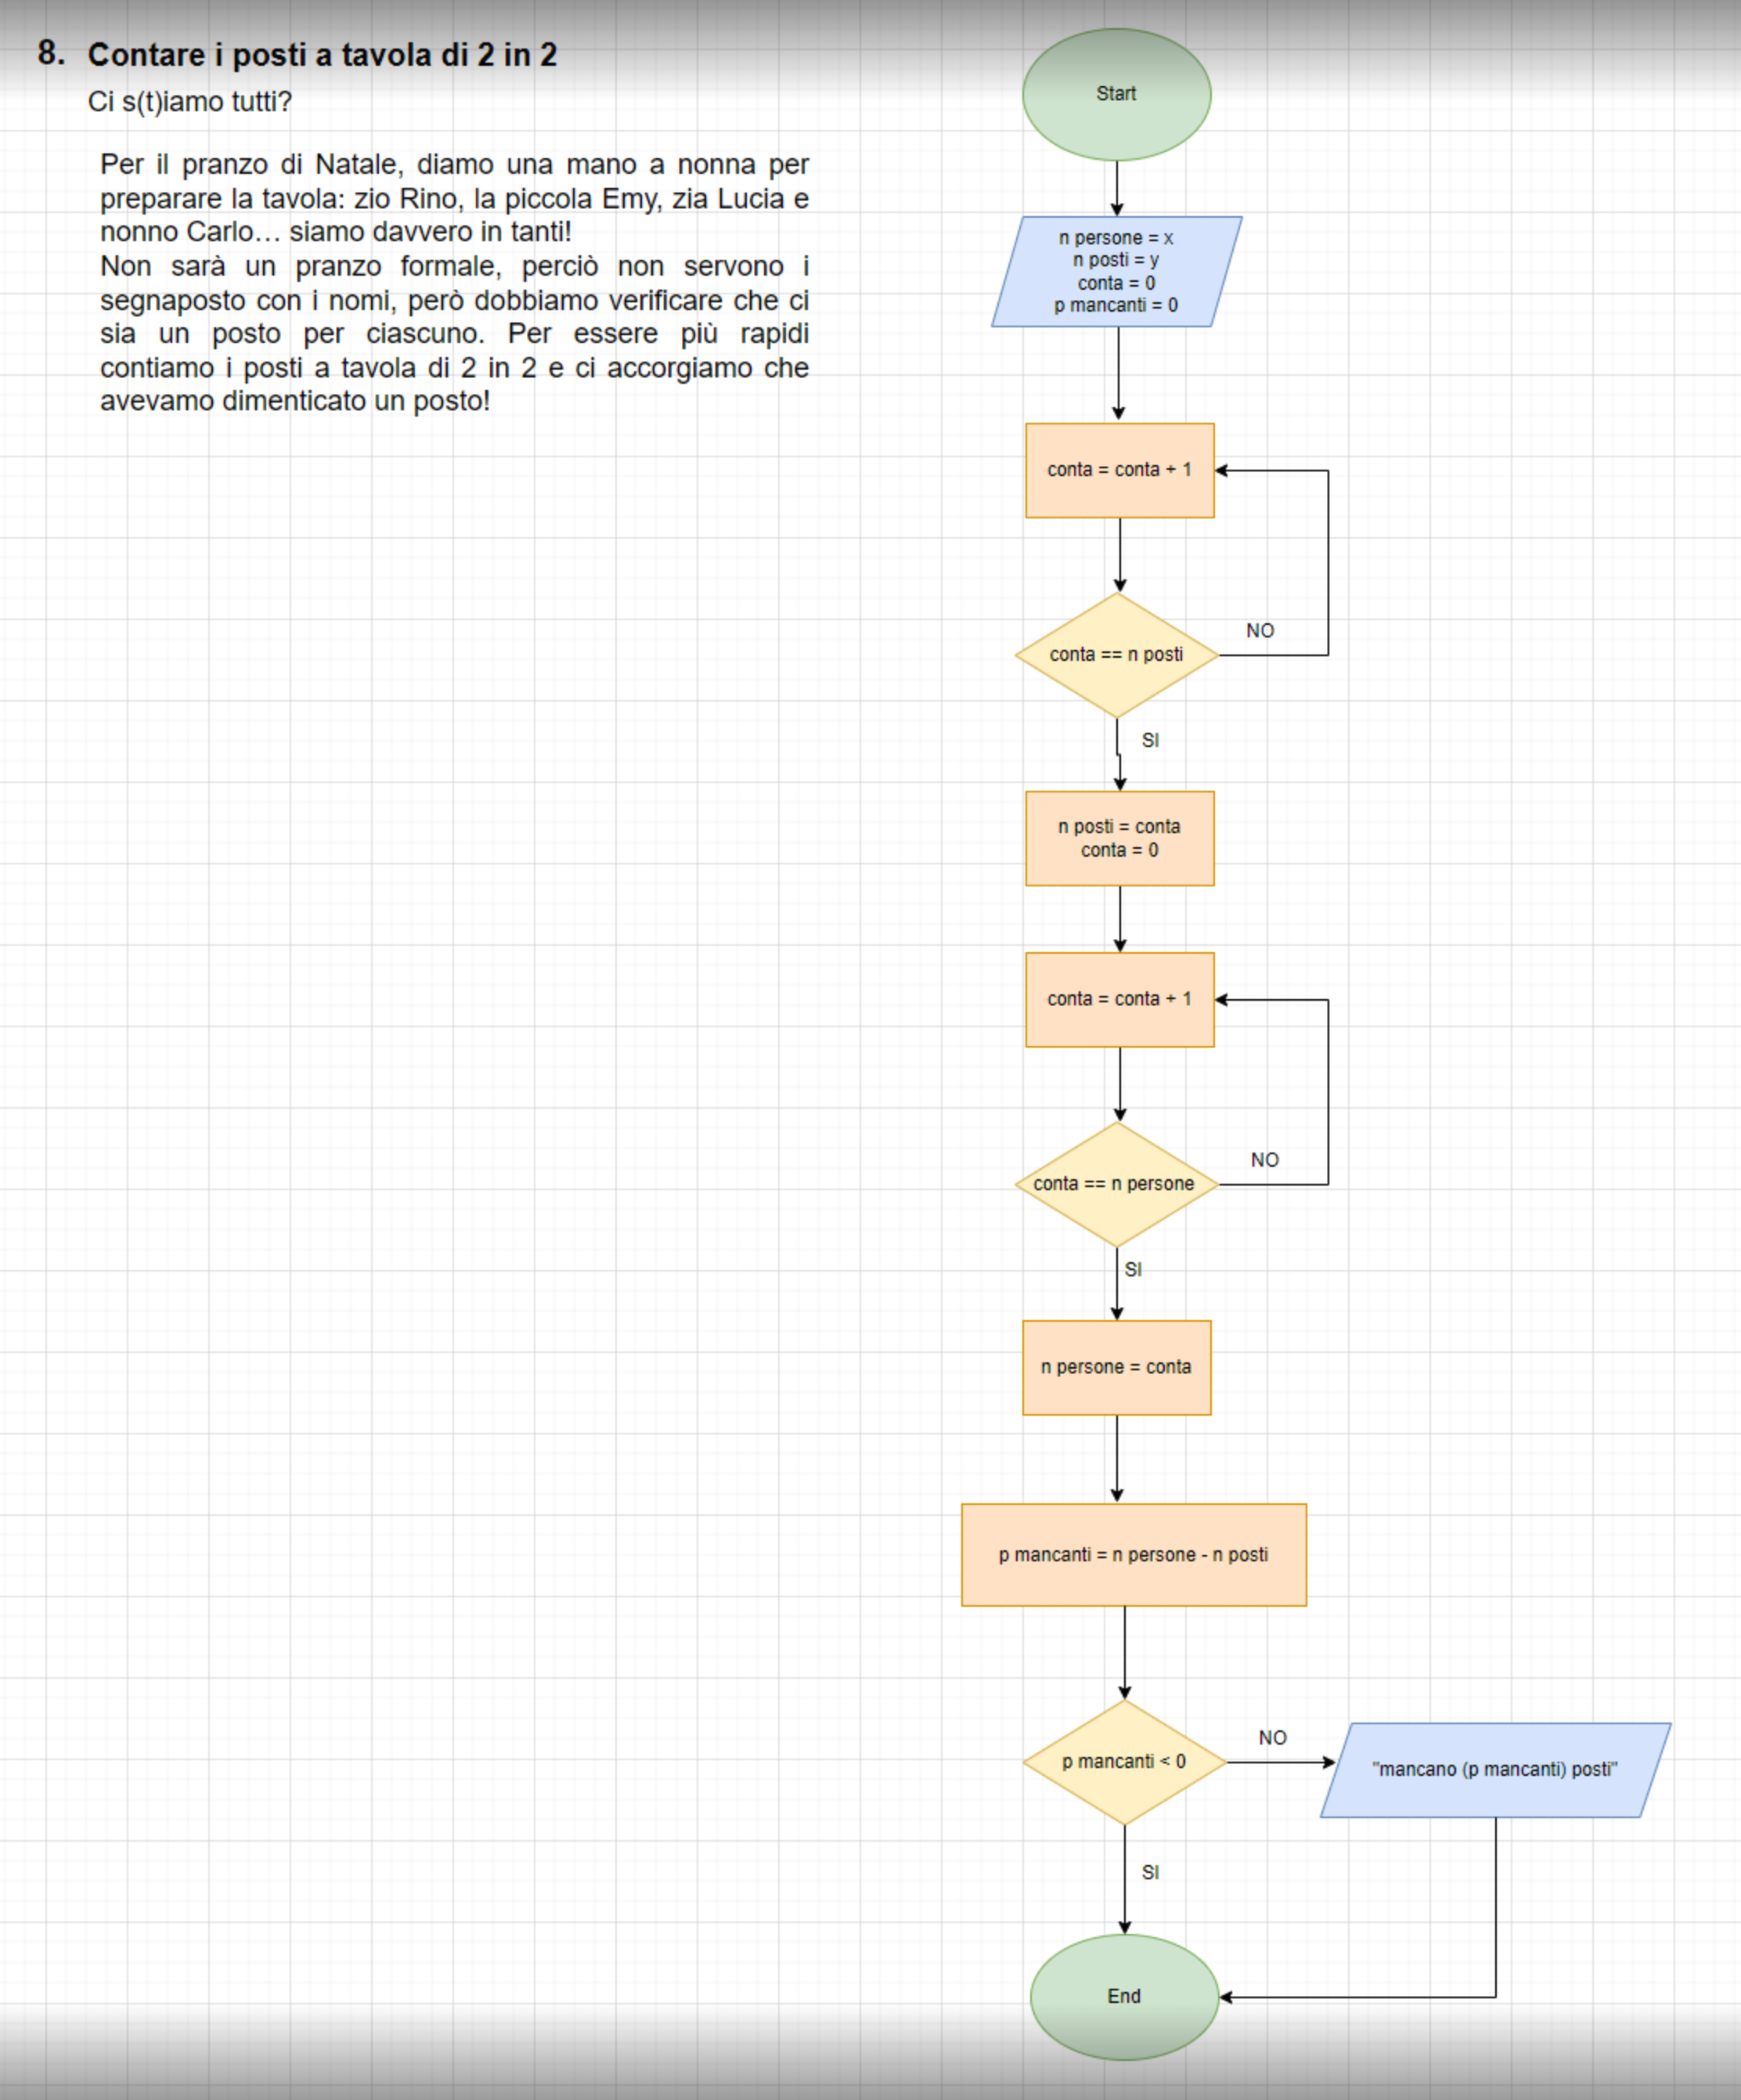 8. Contare i posti a tavola di 2 in 2
Ci s(t)iamo tutti?
Per il pranzo di Natale, diamo una mano a nonna per
preparare la tavola: zio Rino, la piccola Emy, zia Lucia e
nonno Carlo… siamo davvero in tanti!
Non sarà un pranzo formale, perciò non servono i
segnaposto con i nomi, però dobbiamo verificare che ci
sia un posto per ciascuno. Per essere più rapidi
contiamo i posti a tavola di 2 in 2 e ci accorgiamo che
avevamo dimenticato un posto!
Start
n persone = x
n posti = y
conta = 0
p mancanti = 0
conta = conta + 1
conta == n posti
NO
SI
n posti = conta
conta = 0
conta = conta + 1
conta == n persone
NO
SI
n persone = conta
p mancanti = n persone - n posti
p mancanti < 0
NO
"mancano (p mancanti) posti"
SI
End